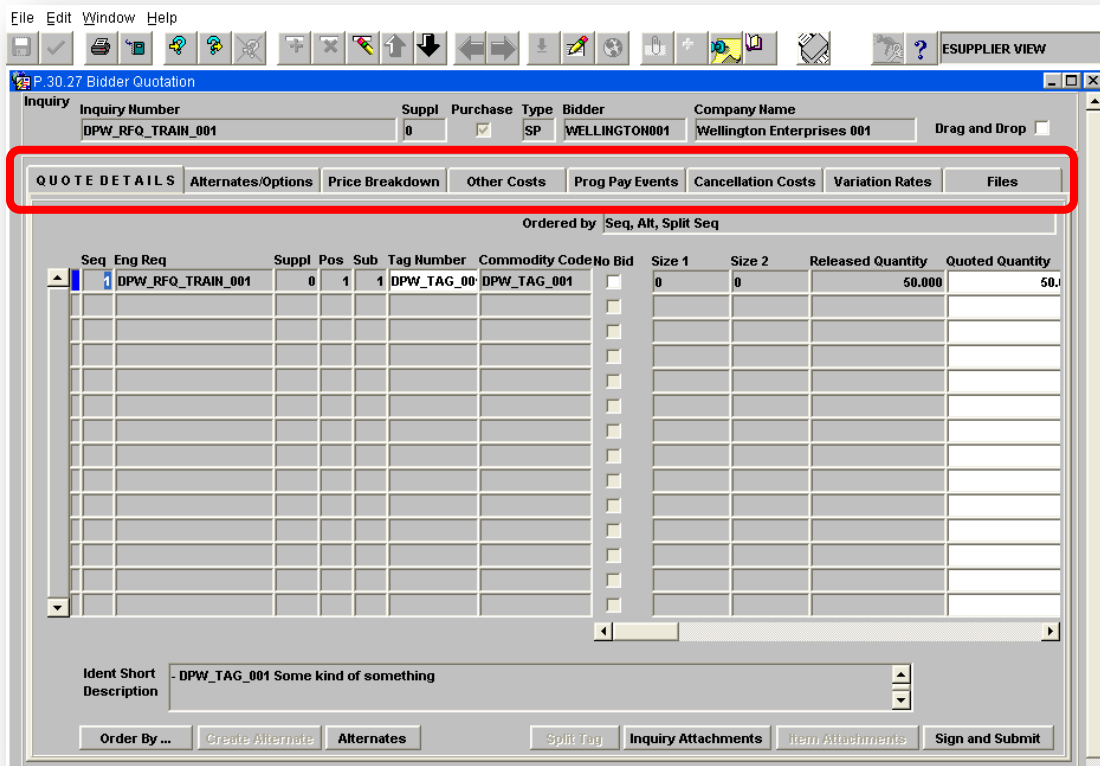 File Edit Window Help
? ESUPPLIER VIEW
P.30.27 Bidder Quotation
Inquiry Inquiry Number Suppl Purchase Type Bidder Company Name
DPW_RFQ_TRAIN_001 0 SP WELLINGTON001 Wellington Enterprises 001 Drag and Drop
QUOTE DETAILS Alternates/Options Price Breakdown Other Costs Prog Pay Events Cancellation Costs Variation Rates Files
Ordered by Seq, Alt, Split Seq
Seq Eng Req Suppl Pos Sub Tag Number Commodity Code No Bid Size 1 Size 2 Released Quantity Quoted Quantity
1 DPW_RFQ_TRAIN_001 0 1 1 DPW_TAG_00 DPW_TAG_001 0 0 50.000 50.
Ident Short Description
- DPW_TAG_001 Some kind of something
Order By ... Create Alternate Alternates Split Tag Inquiry Attachments Item Attachments Sign and Submit